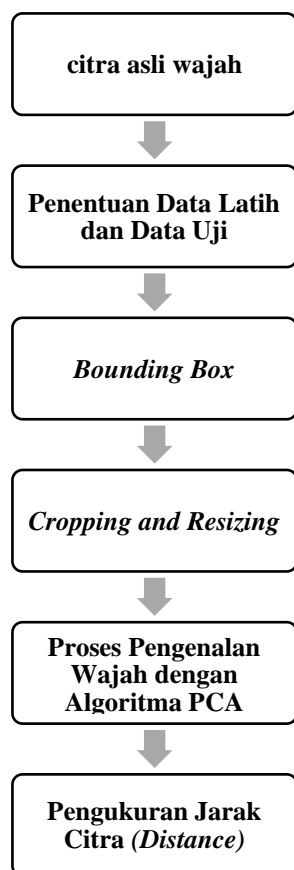 citra asli wajah
Penentuan Data Latih
dan Data Uji
Bounding Box
Cropping and Resizing
Proses Pengenalan
Wajah dengan
Algoritma PCA
Pengukuran Jarak
Citra (Distance)